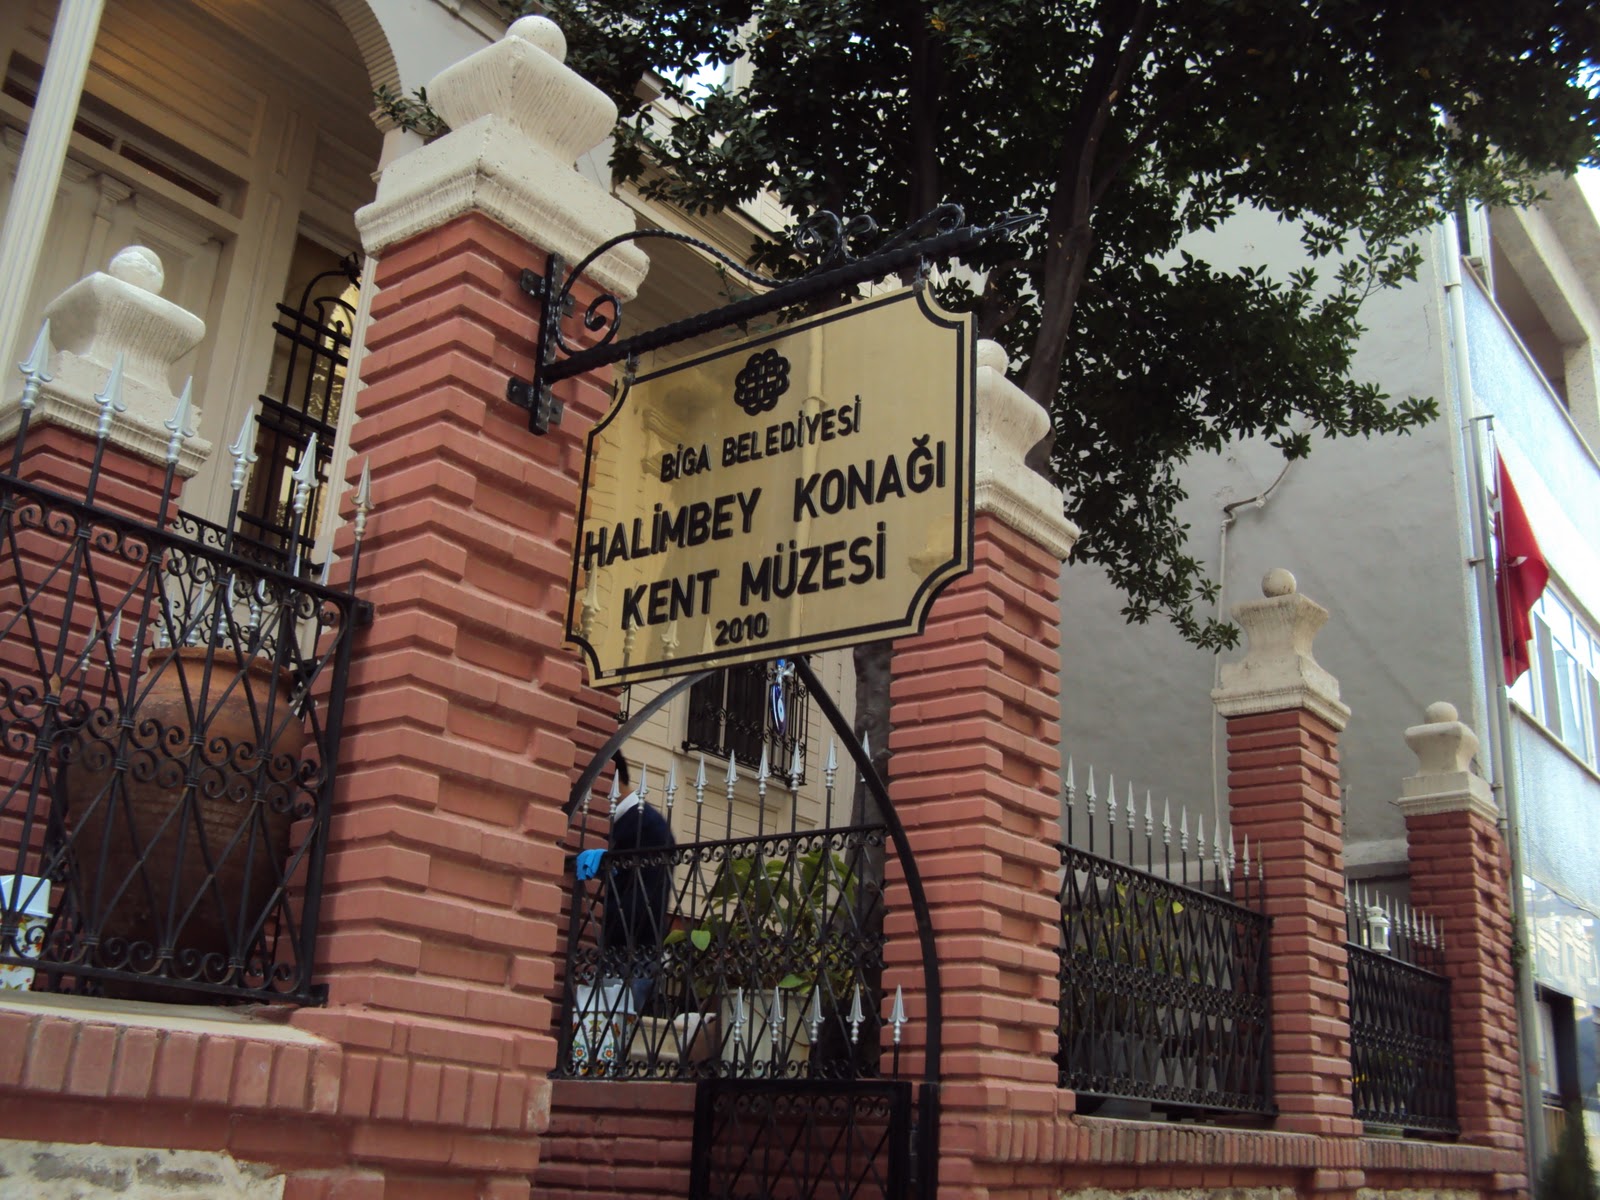 BİGA BELEDİYESİ
HALİMBEY KONAĞI
KENT MÜZESİ
2010